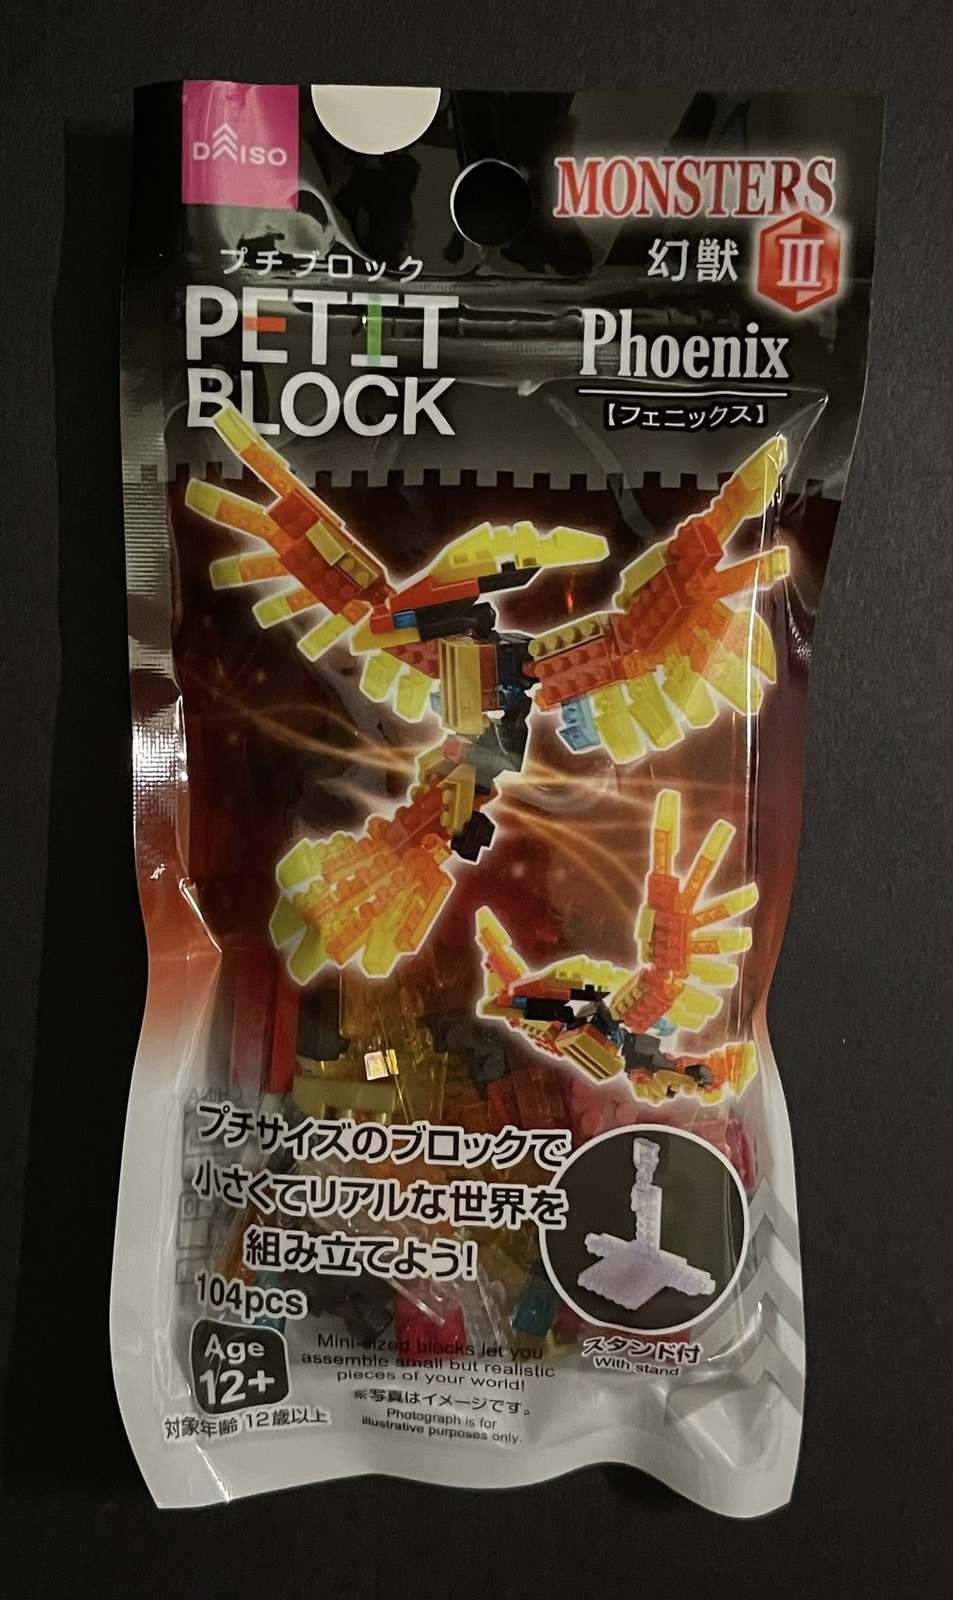 DAISO
プチブロック
PETIT
BLOCK
MONSTERS
幻獣 III
Phoenix
【フェニックス】
プチサイズのブロックで
小さくてリアルな世界を
組み立てよう!
104pcs
Age
12+
対象年齢 12歳以上
Mini-sized blocks let you
assemble small but realistic
pieces of your world!
※写真はイメージです。
Photograph is for
illustrative purposes only.
スタンド付
With stand